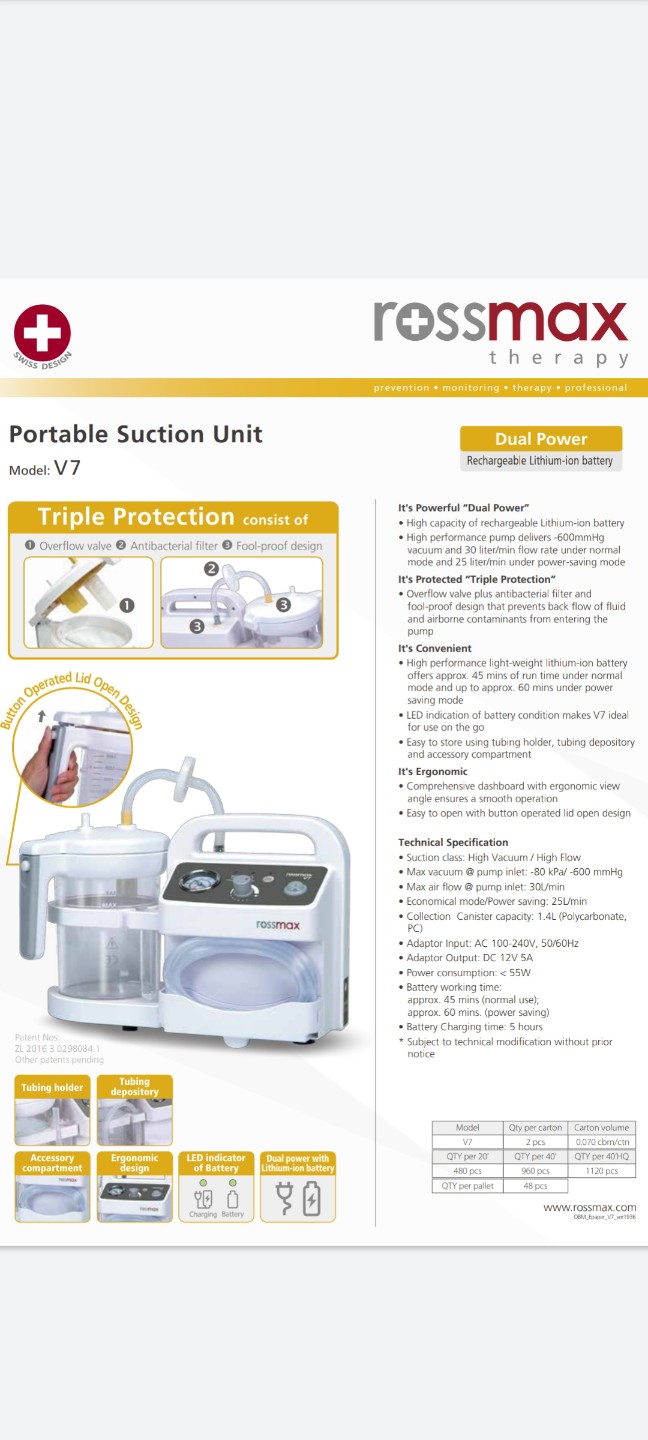 SWISS DESIGN
rossmax
therapy
prevention • monitoring • therapy • professional
Portable Suction Unit
Model: V7
Dual Power
Rechargeable Lithium-ion battery
Triple Protection consist of
❶ Overflow valve ❷ Antibacterial filter ❸ Fool-proof design
1
2
3
3
Button Operated Lid Open Design
MAX
rossmax
Patent Nos:
ZL 2016 3 0298084.1
Other patents pending
Tubing holder
Tubing
depository
Accessory
compartment
Ergonomic
design
LED indicator
of Battery
Charging Battery
Dual power with
Lithium-ion battery
It's Powerful "Dual Power"
• High capacity of rechargeable Lithium-ion battery
• High performance pump delivers -600mmHg
vacuum and 30 liter/min flow rate under normal
mode and 25 liter/min under power-saving mode
It's Protected "Triple Protection"
• Overflow valve plus antibacterial filter and
fool-proof design that prevents back flow of fluid
and airborne contaminants from entering the
pump
It's Convenient
• High performance light-weight lithium-ion battery
offers approx. 45 mins of run time under normal
mode and up to approx. 60 mins under power
saving mode
• LED indication of battery condition makes V7 ideal
for use on the go
• Easy to store using tubing holder, tubing depository
and accessory compartment
It's Ergonomic
• Comprehensive dashboard with ergonomic view
angle ensures a smooth operation
• Easy to open with button operated lid open design
Technical Specification
• Suction class: High Vacuum / High Flow
• Max vacuum @ pump inlet: -80 kPa/ -600 mmHg
• Max air flow @ pump inlet: 30L/min
• Economical mode/Power saving: 25L/min
• Collection Canister capacity: 1.4L (Polycarbonate,
PC)
• Adaptor Input: AC 100-240V, 50/60Hz
• Adaptor Output: DC 12V 5A
• Power consumption: < 55W
• Battery working time:
approx. 45 mins (normal use);
approx. 60 mins. (power saving)
• Battery Charging time: 5 hours
* Subject to technical modification without prior
notice
Model Qty per carton Carton volume
V7 2 pcs 0.070 cbm/ctn
QTY per 20' QTY per 40' QTY per 40'HQ
480 pcs 960 pcs 1120 pcs
QTY per pallet 48 pcs
www.rossmax.com
OBM_Epaper_V7_ver1936